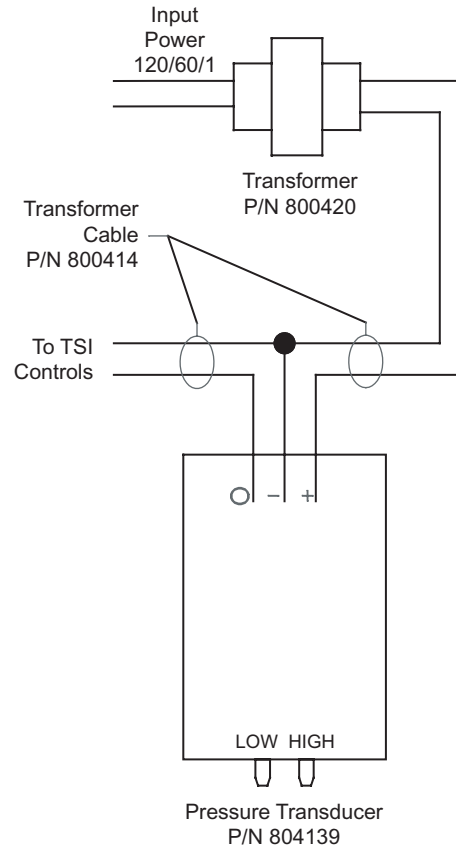 Input
Power
120/60/1
Transformer
P/N 800420
Transformer
Cable
P/N 800414
To TSI
Controls
O – +
LOW HIGH
Pressure Transducer
P/N 804139